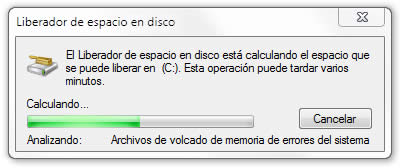 Liberador de espacio en disco
El Liberador de espacio en disco está calculando el espacio que
se puede liberar en (C:). Esta operación puede tardar varios
minutos.
Calculando...
Cancelar
Analizando: Archivos de volcado de memoria de errores del sistema